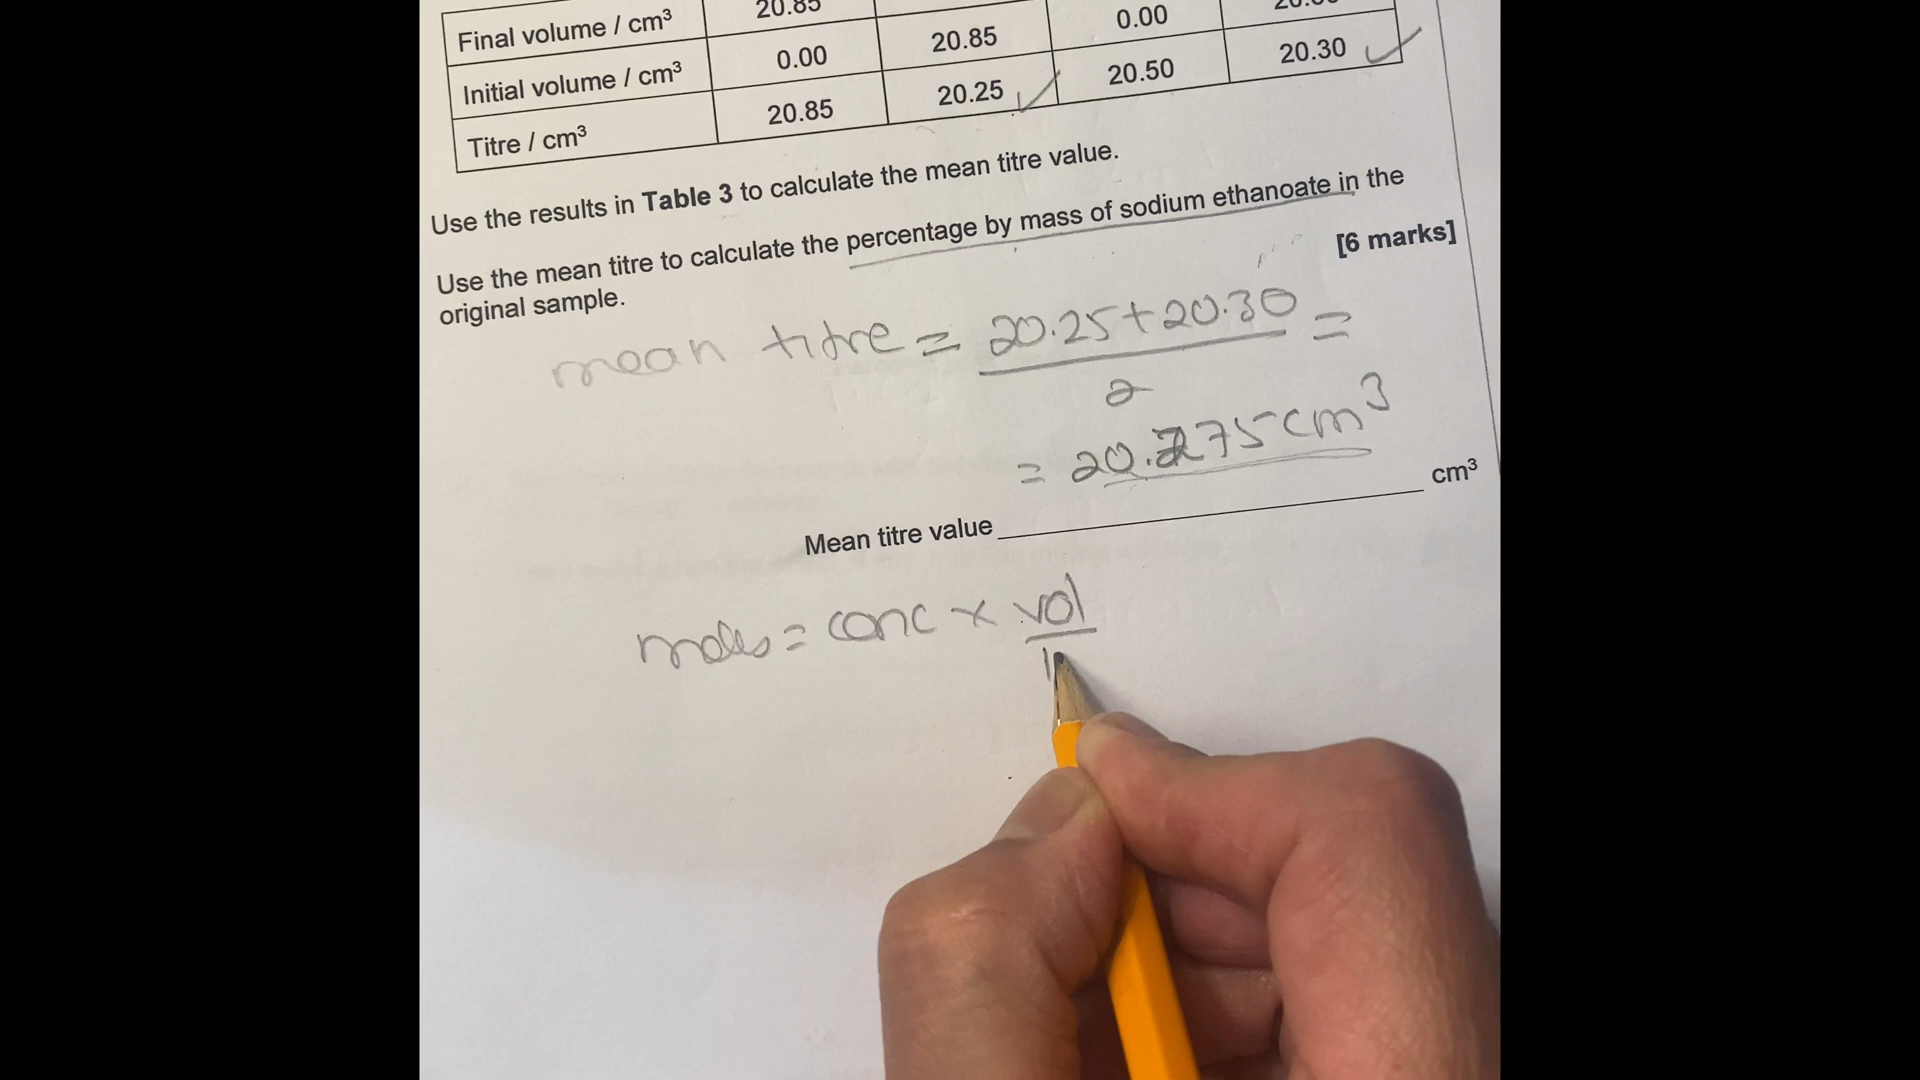 Final volume / cm³ 20.85 0.00
Initial volume / cm³ 0.00 20.85
Titre / cm³ 20.85 20.25 ✓ 20.50 20.30 ✓
Use the results in Table 3 to calculate the mean titre value.
Use the mean titre to calculate the percentage by mass of sodium ethanoate in the
original sample.
[6 marks]
mean titre = 20.25+20.30 =
2
= 20.275cm³
Mean titre value cm³
moles = conc × vol